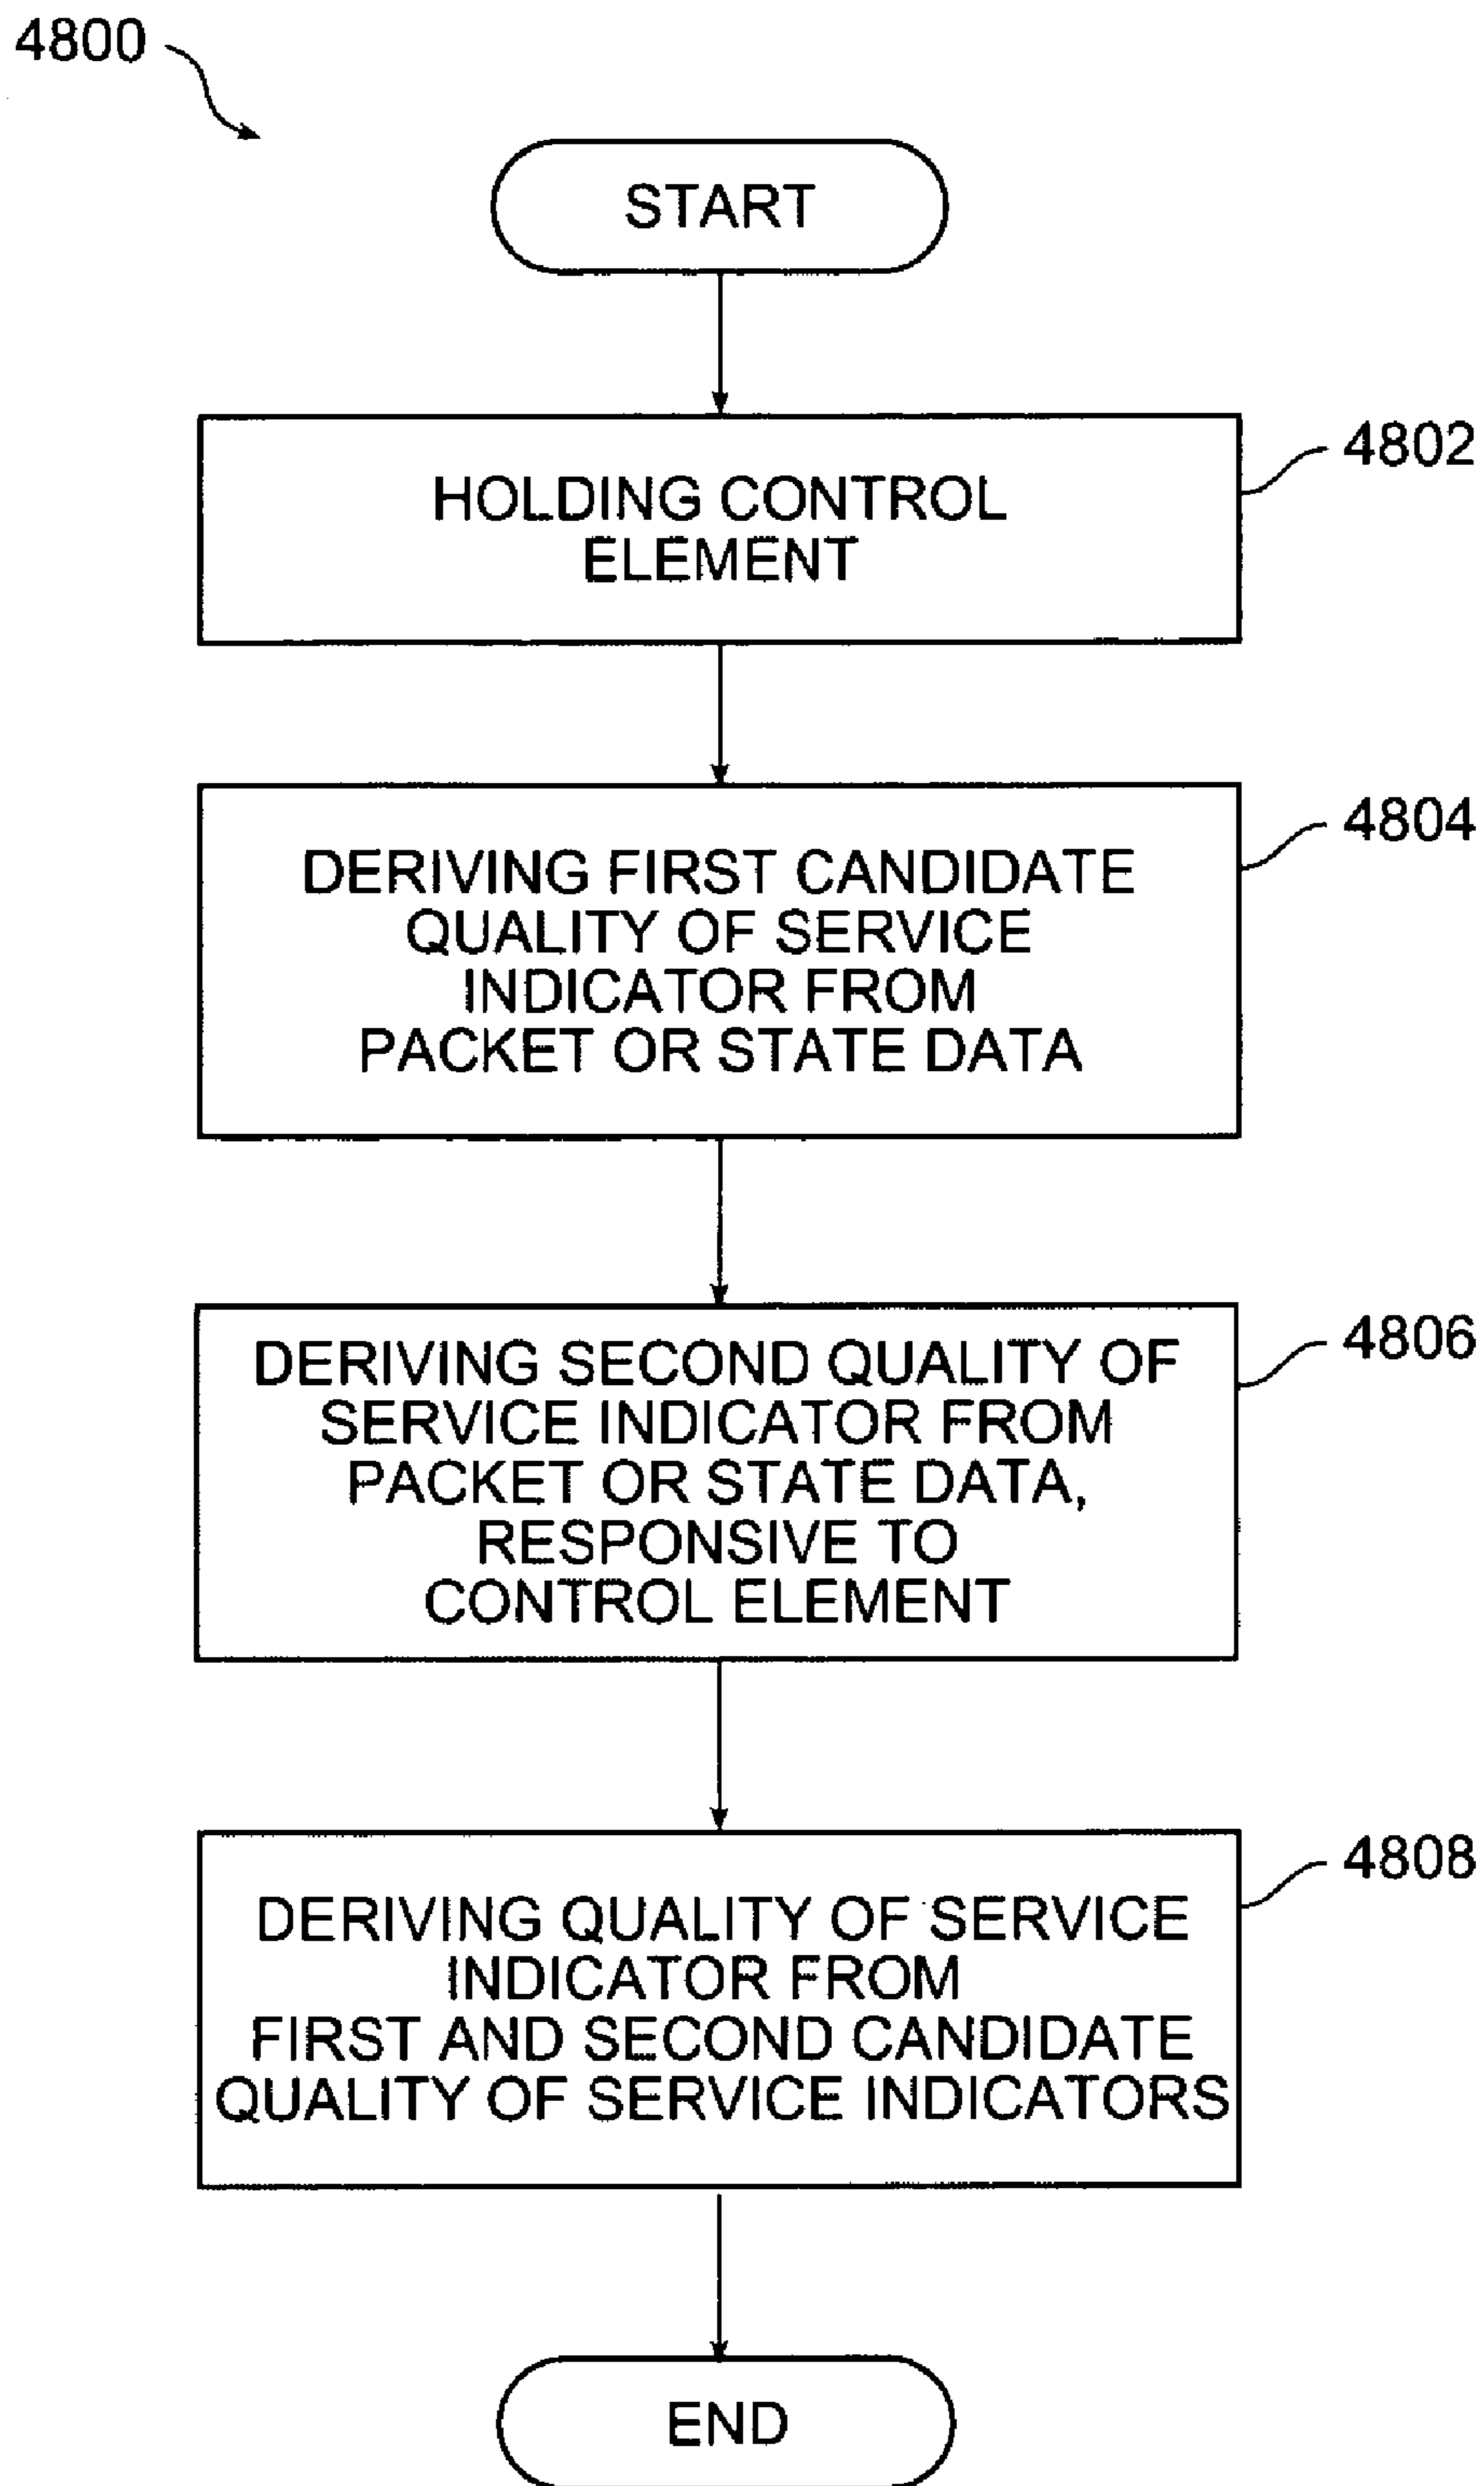 4800
START
HOLDING CONTROL
ELEMENT
4802
DERIVING FIRST CANDIDATE
QUALITY OF SERVICE
INDICATOR FROM
PACKET OR STATE DATA
4804
DERIVING SECOND QUALITY OF
SERVICE INDICATOR FROM
PACKET OR STATE DATA,
RESPONSIVE TO
CONTROL ELEMENT
4806
DERIVING QUALITY OF SERVICE
INDICATOR FROM
FIRST AND SECOND CANDIDATE
QUALITY OF SERVICE INDICATORS
4808
END